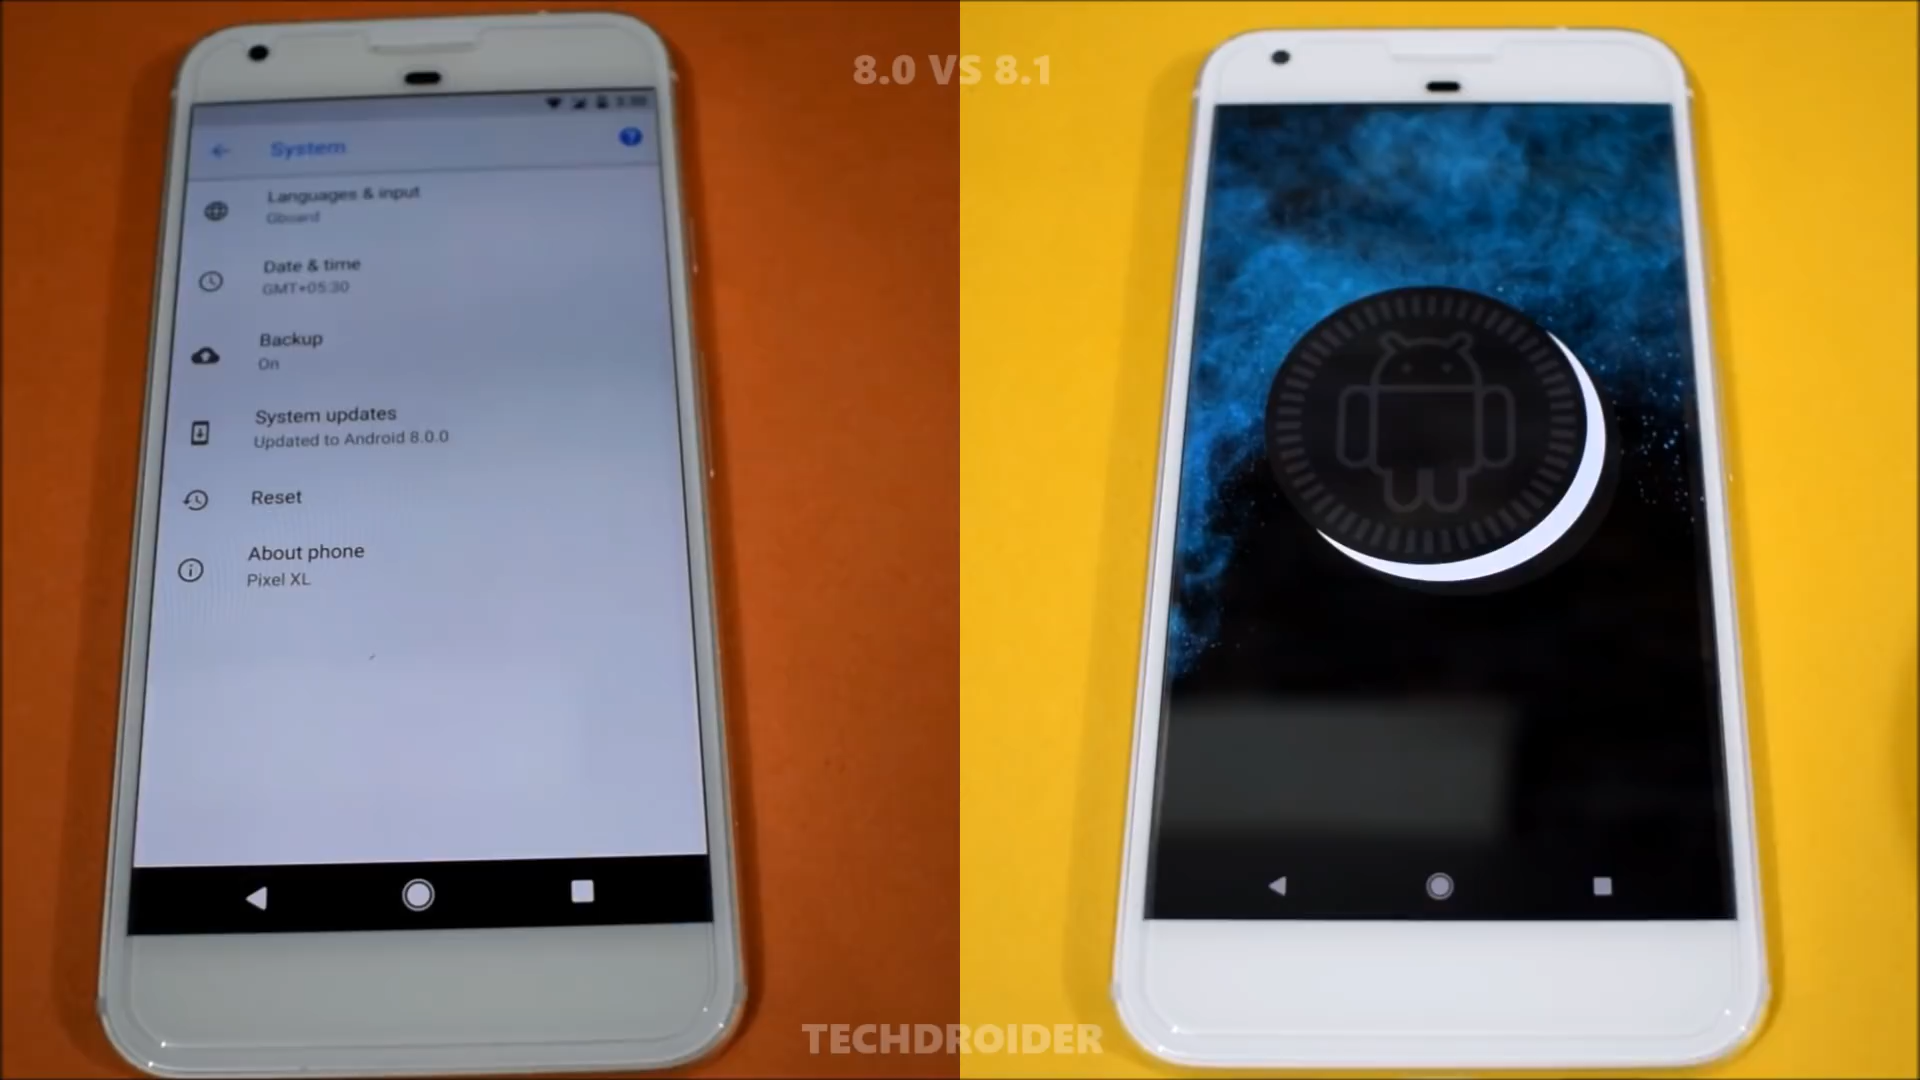 8.0 VS 8.1
System
Languages & input
Gboard
Date & time
GMT+05:30
Backup
On
System updates
Updated to Android 8.0.0
Reset
About phone
Pixel XL
TECHDROIDER